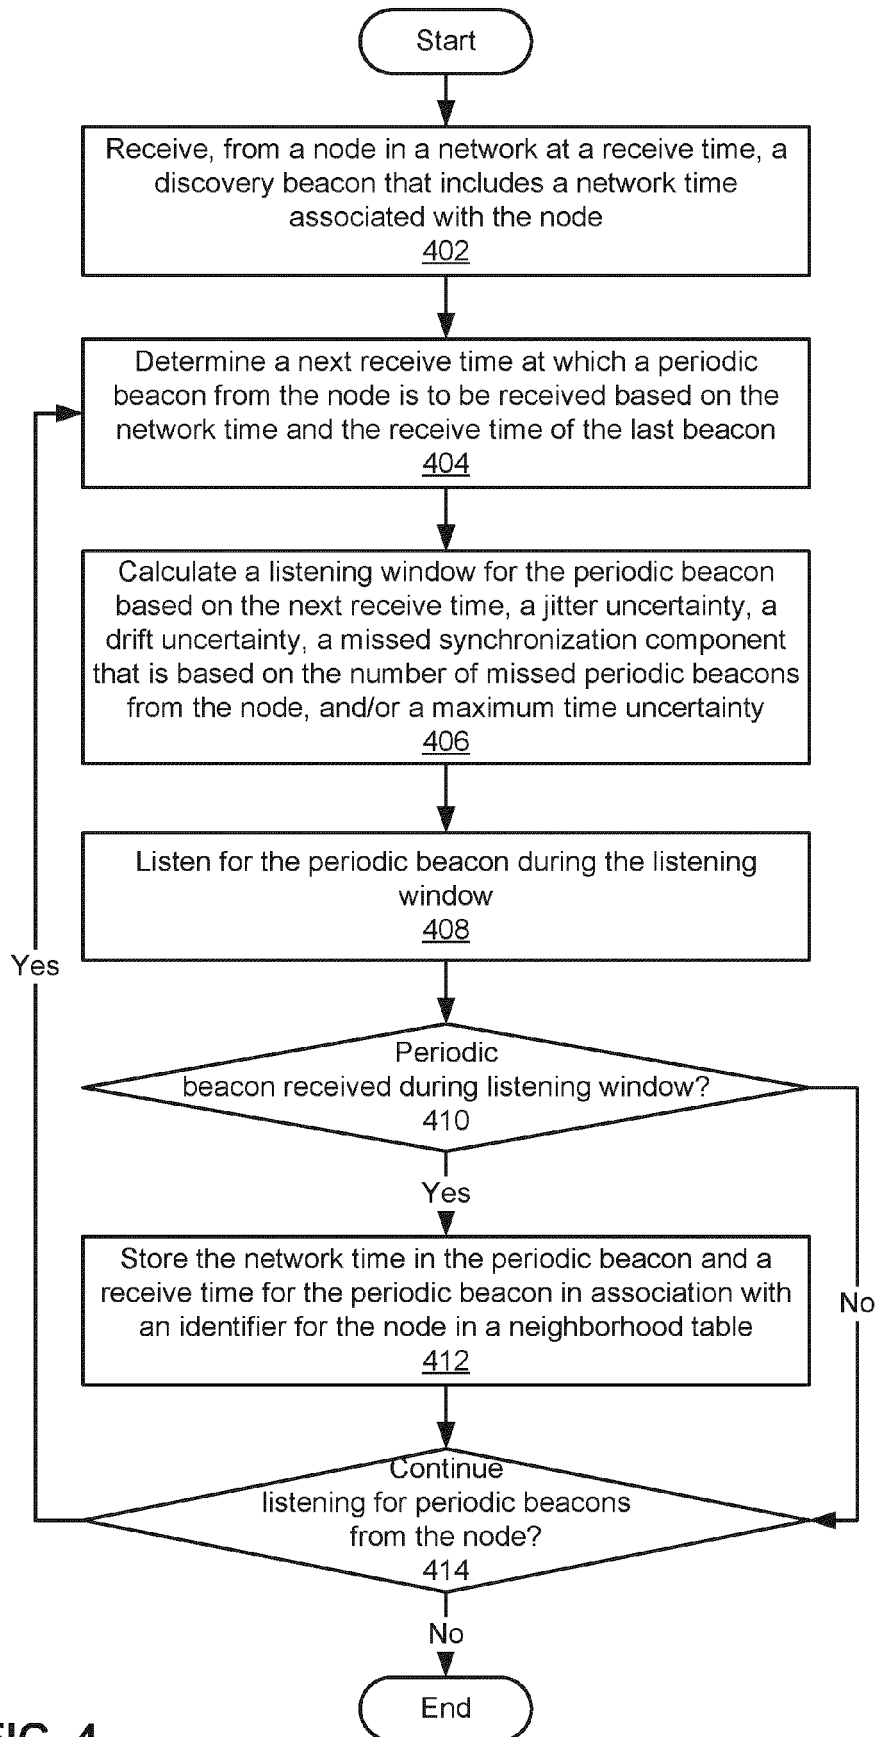 Start
Receive, from a node in a network at a receive time, a
discovery beacon that includes a network time
associated with the node
402
Determine a next receive time at which a periodic
beacon from the node is to be received based on the
network time and the receive time of the last beacon
404
Calculate a listening window for the periodic beacon
based on the next receive time, a jitter uncertainty, a
drift uncertainty, a missed synchronization component
that is based on the number of missed periodic beacons
from the node, and/or a maximum time uncertainty
406
Listen for the periodic beacon during the listening
window
408
Yes
Periodic
beacon received during listening window?
410
Yes
Store the network time in the periodic beacon and a
receive time for the periodic beacon in association with
an identifier for the node in a neighborhood table
412
No
Continue
listening for periodic beacons
from the node?
414
No
End
FIG. 4